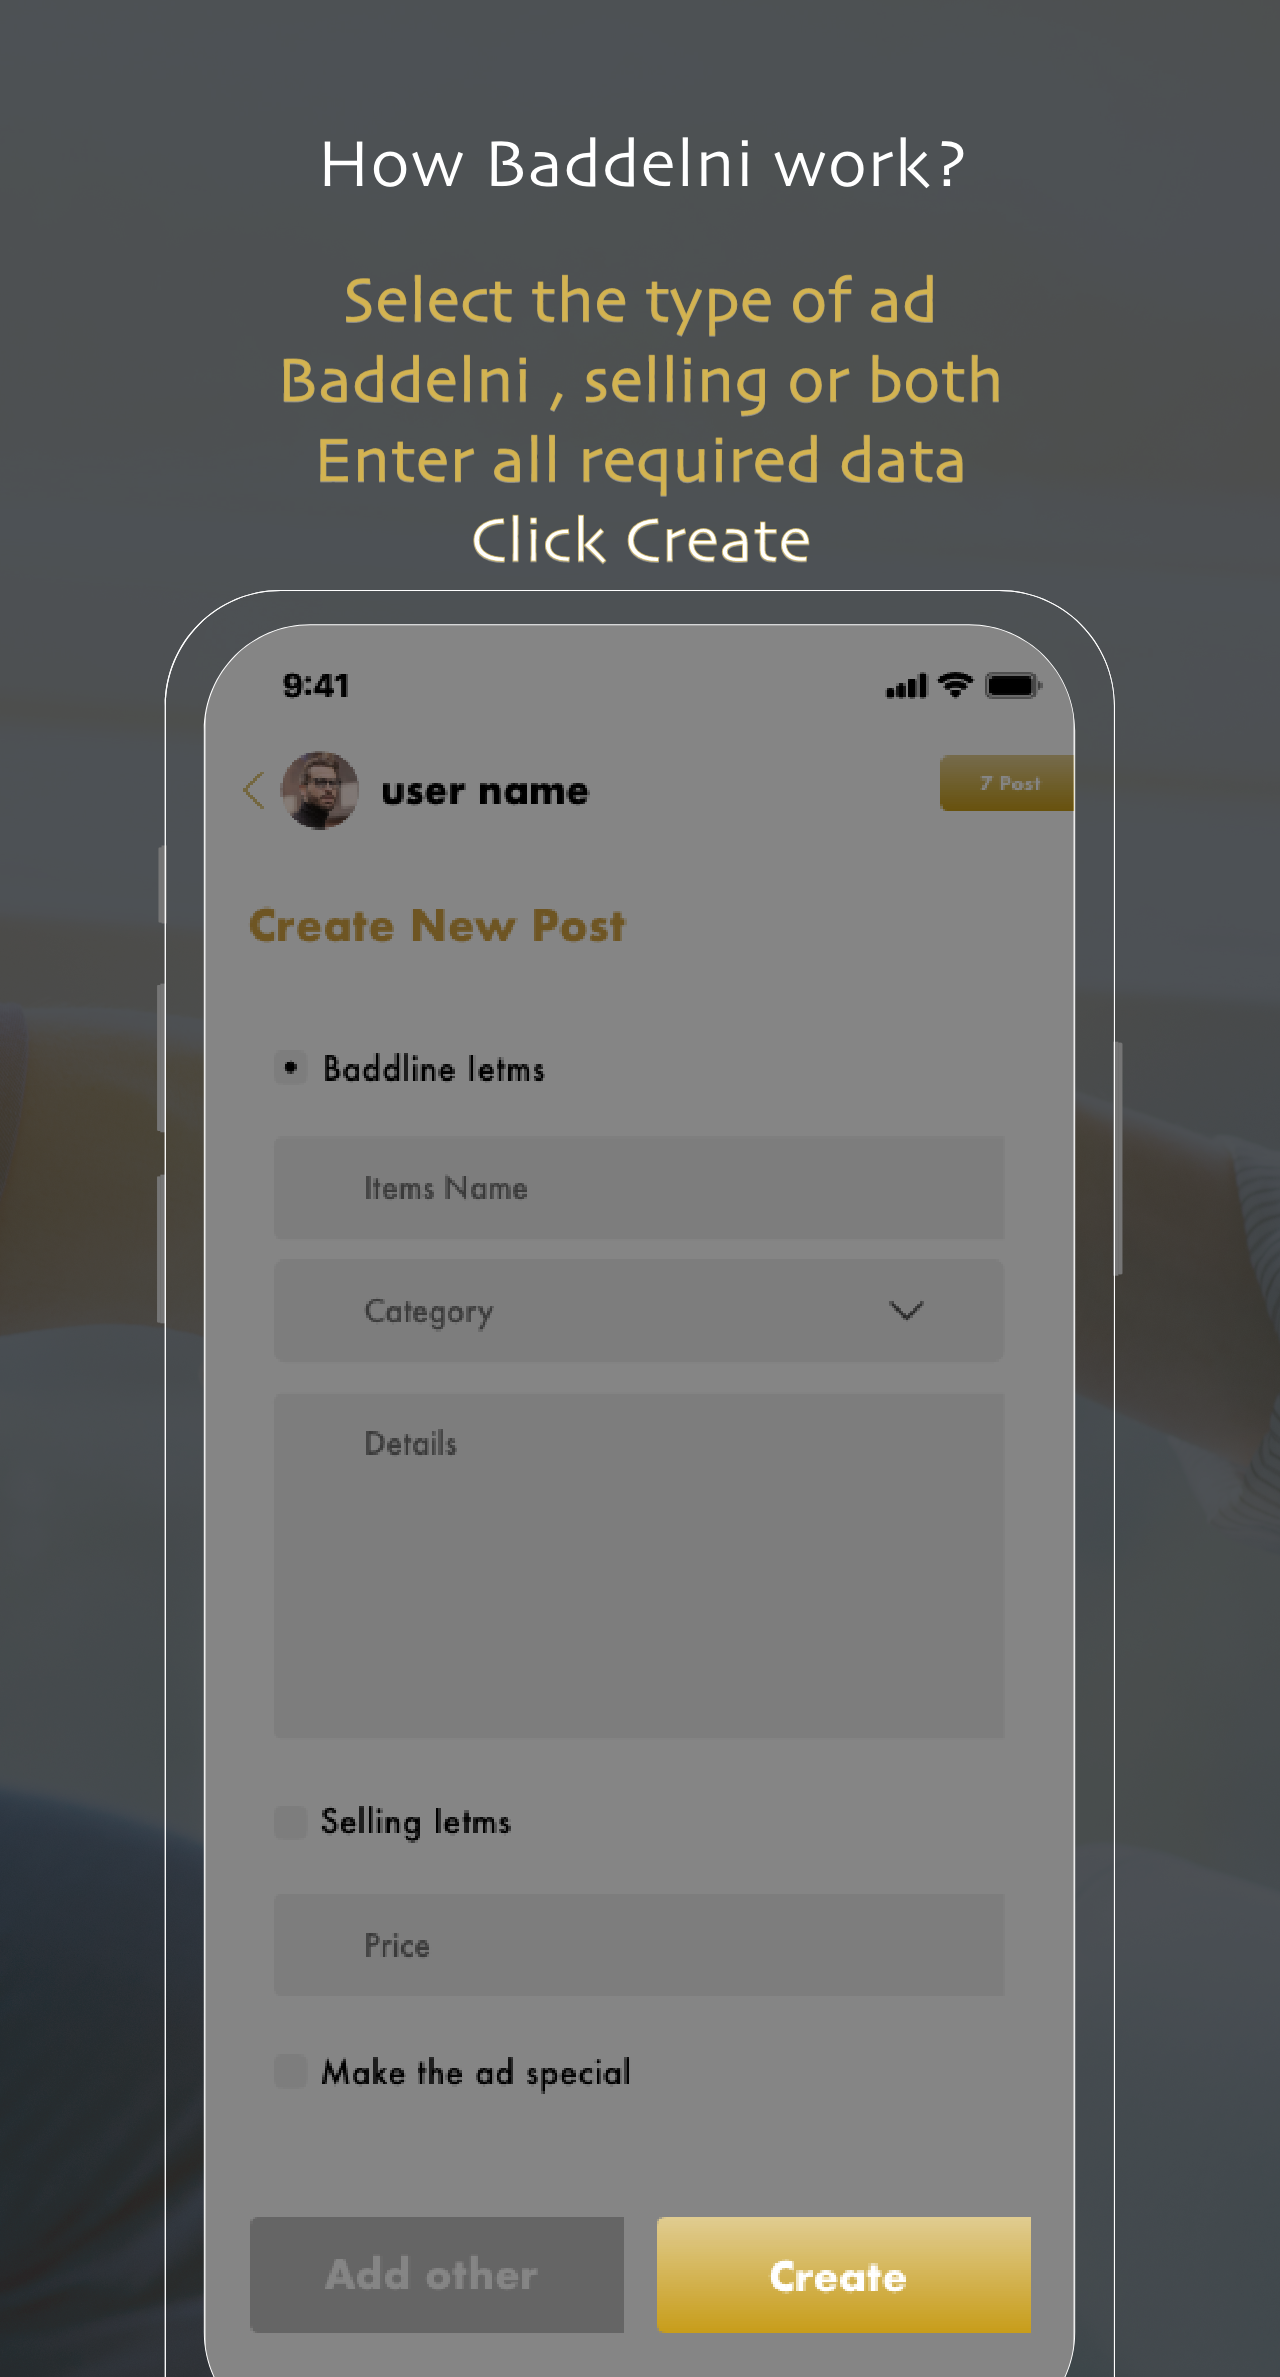 How Baddelni work?
Select the type of ad
Baddelni , selling or both
Enter all required data
Click Create
9:41
user name
7 Post
Create New Post
Baddline Ietms
Items Name
Category
Details
Selling Ietms
Price
Make the ad special
Add other
Create